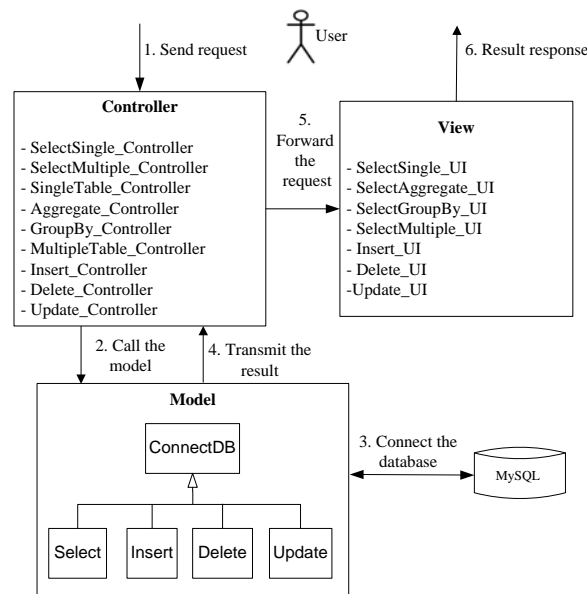 1. Send request
User
6. Result response
Controller
- SelectSingle_Controller
- SelectMultiple_Controller
- SingleTable_Controller
- Aggregate_Controller
- GroupBy_Controller
- MultipleTable_Controller
- Insert_Controller
- Delete_Controller
- Update_Controller
5.
Forward
the
request
View
- SelectSingle_UI
- SelectAggregate_UI
- SelectGroupBy_UI
- SelectMultiple_UI
- Insert_UI
- Delete_UI
-Update_UI
2. Call the
model
4. Transmit the
result
Model
ConnectDB
Select
Insert
Delete
Update
3. Connect the
database
MySQL